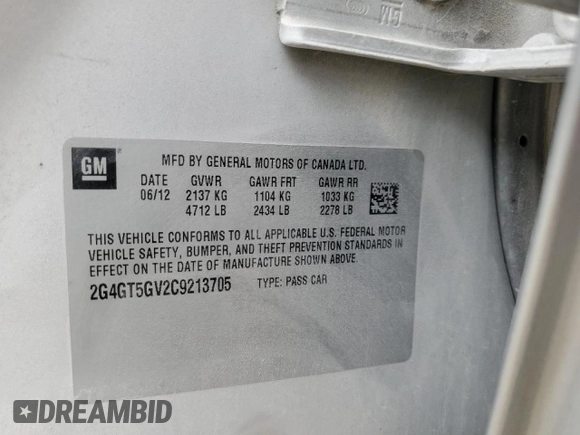 GM
MFD BY GENERAL MOTORS OF CANADA LTD.
DATE GVWR GAWR FRT GAWR RR
06/12 2137 KG 1104 KG 1033 KG
4712 LB 2434 LB 2278 LB
THIS VEHICLE CONFORMS TO ALL APPLICABLE U.S. FEDERAL MOTOR
VEHICLE SAFETY, BUMPER, AND THEFT PREVENTION STANDARDS IN
EFFECT ON THE DATE OF MANUFACTURE SHOWN ABOVE.
2G4GT5GV2C9213705 TYPE: PASS CAR
DREAMBID